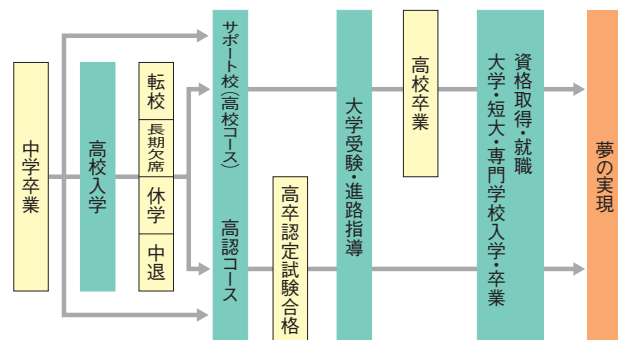 中学卒業
高校入学
転校
長期欠席
休学
中退
サポート校(高校コース)
高認コース
高卒認定試験合格
大学受験・進路指導
高校卒業
資格取得・就職
大学・短大・専門学校入学・卒業
夢の実現